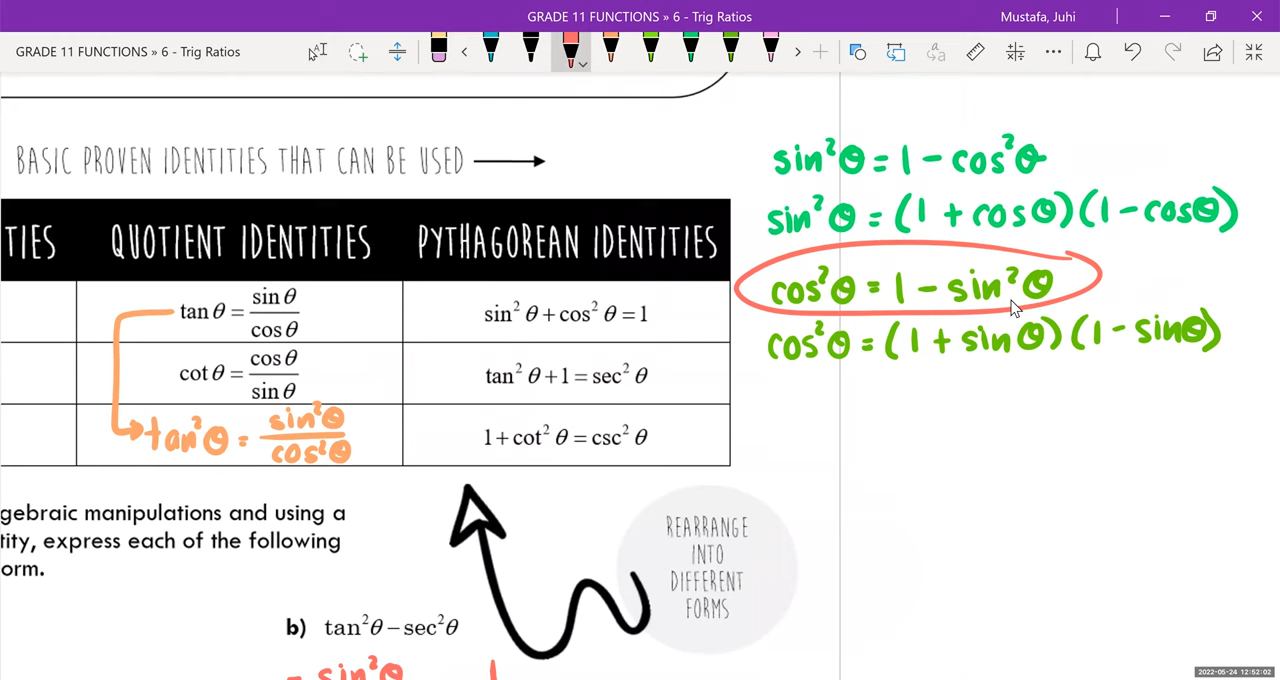 GRADE 11 FUNCTIONS » 6 - Trig Ratios
Mustafa, Juhi
GRADE 11 FUNCTIONS » 6 - Trig Ratios
BASIC PROVEN IDENTITIES THAT CAN BE USED
TIES
QUOTIENT IDENTITIES
PYTHAGOREAN IDENTITIES
tan θ = sin θ / cos θ
sin² θ + cos² θ = 1
cot θ = cos θ / sin θ
tan² θ + 1 = sec² θ
tan²θ = sin²θ / cos²θ
1 + cot² θ = csc² θ
sin²θ = 1 - cos²θ
sin²θ = (1 + cosθ)(1 - cosθ)
cos²θ = 1 - sin²θ
cos²θ = (1 + sinθ)(1 - sinθ)
gebraic manipulations and using a
tity, express each of the following
orm.
REARRANGE
INTO
DIFFERENT
FORMS
b) tan²θ – sec²θ
= sin²θ 1
2022-05-24 12:52:02